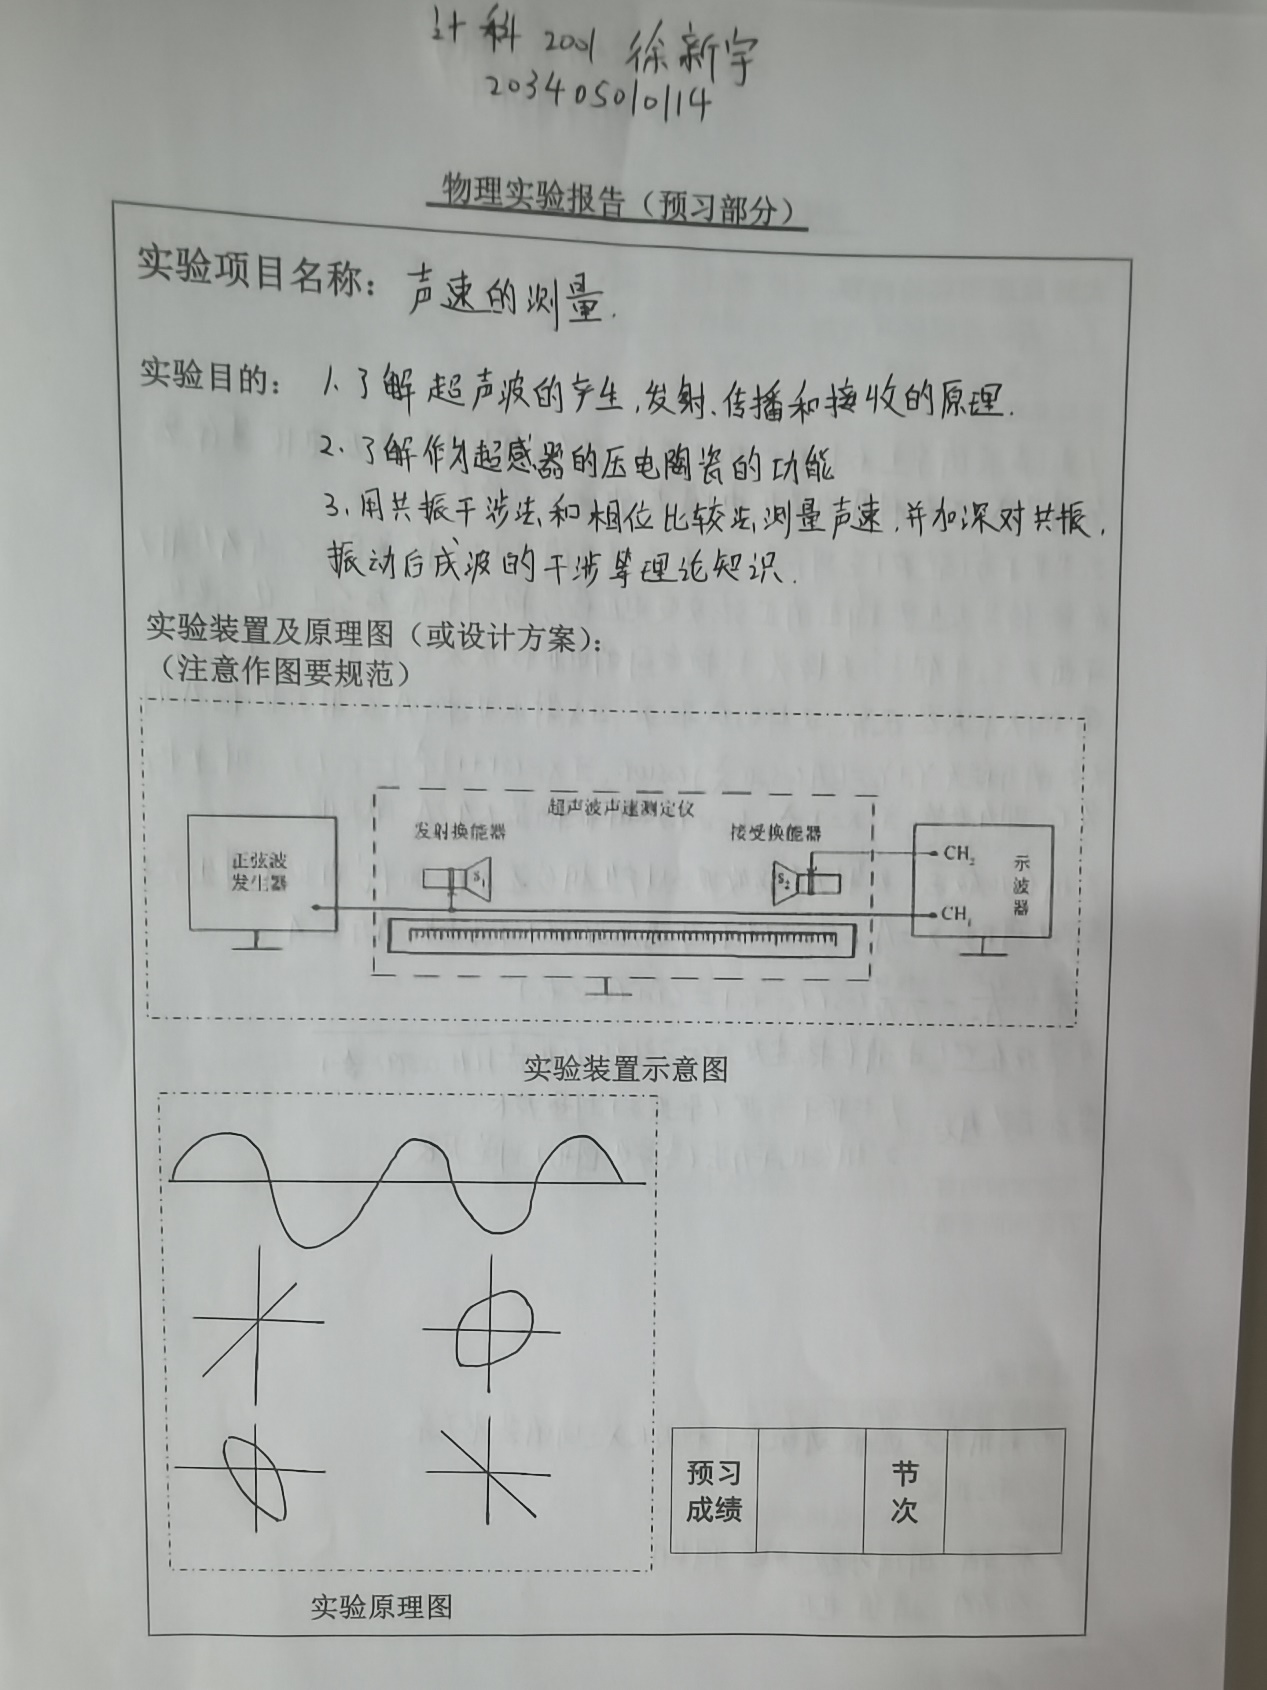 计科 2001 徐新宇
203405010114
物理实验报告（预习部分）
实验项目名称：声速的测量.
实验目的： 1.了解超声波的产生,发射、传播和接收的原理.
2.了解作为超感器的压电陶瓷的功能
3.用共振干涉法和相位比较法测量声速,并加深对共振,
振动后成波的干涉等理论知识.
实验装置及原理图（或设计方案）：
（注意作图要规范）
超声波声速测定仪
发射换能器 接受换能器
正弦波
发生器
S₁
S₂
CH₂
CH₁
示
波
器
实验装置示意图
预习
成绩
节
次
实验原理图